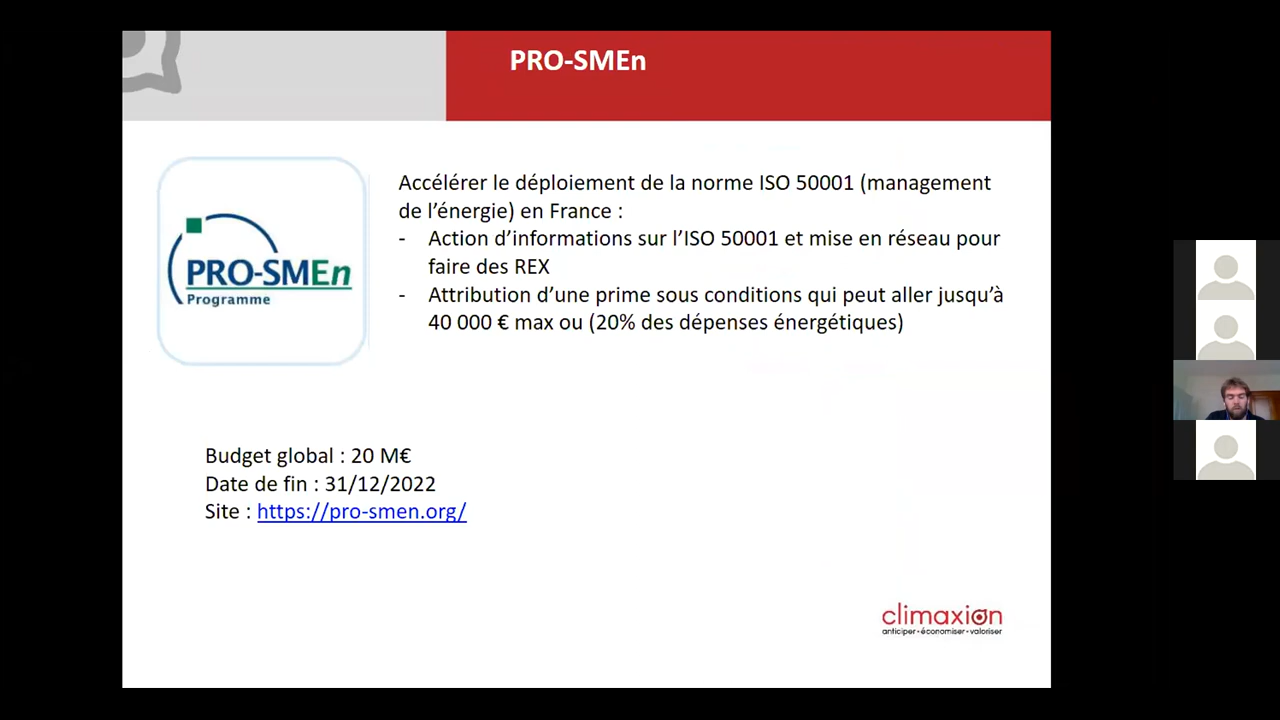 PRO-SMEn
Accélérer le déploiement de la norme ISO 50001 (management
de l’énergie) en France :
- Action d’informations sur l’ISO 50001 et mise en réseau pour
faire des REX
- Attribution d’une prime sous conditions qui peut aller jusqu’à
40 000 € max ou (20% des dépenses énergétiques)
PRO-SMEn
Programme
Budget global : 20 M€
Date de fin : 31/12/2022
Site : https://pro-smen.org/
climaxion
anticiper • économiser • valoriser